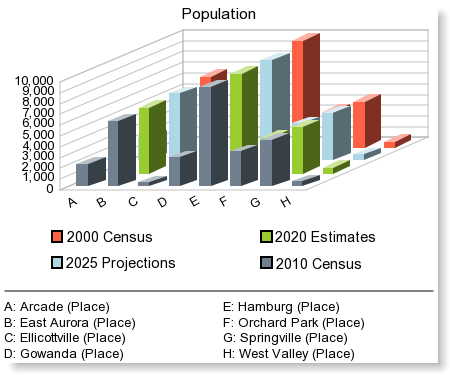 Population
10,000
9,000
8,000
7,000
6,000
5,000
4,000
3,000
2,000
1,000
0
A B C D E F G H
2000 Census 2020 Estimates
2025 Projections 2010 Census
A: Arcade (Place) E: Hamburg (Place)
B: East Aurora (Place) F: Orchard Park (Place)
C: Ellicottville (Place) G: Springville (Place)
D: Gowanda (Place) H: West Valley (Place)